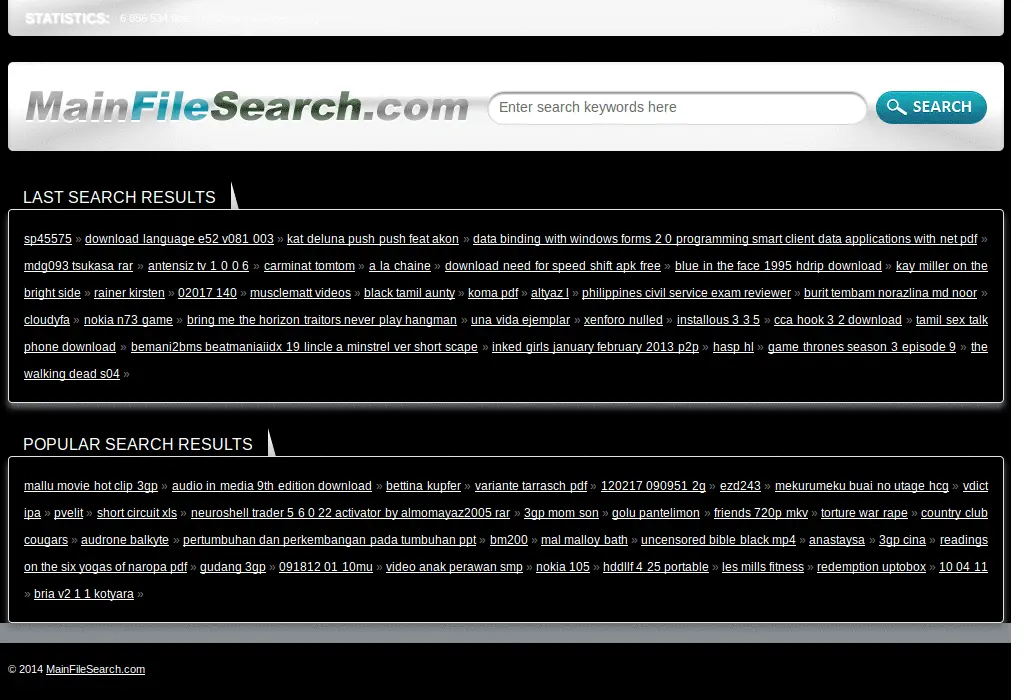 STATISTICS: 6 856 534
MainFileSearch.com Enter search keywords here SEARCH
LAST SEARCH RESULTS
sp45575 » download language e52 v081 003 » kat deluna push push feat akon » data binding with windows forms 2 0 programming smart client data applications with net pdf »
mdg093 tsukasa rar » antensiz tv 1 0 0 6 » carminat tomtom » a la chaine » download need for speed shift apk free » blue in the face 1995 hdrip download » kay miller on the
bright side » rainer kirsten » 02017 140 » musclematt videos » black tamil aunty » koma pdf » altyaz l » philippines civil service exam reviewer » burit tembam norazlina md noor »
cloudyfa » nokia n73 game » bring me the horizon traitors never play hangman » una vida ejemplar » xenforo nulled » installous 3 3 5 » cca hook 3 2 download » tamil sex talk
phone download » bemani2bms beatmaniaiidx 19 lincle a minstrel ver short scape » inked girls january february 2013 p2p » hasp hl » game thrones season 3 episode 9 » the
walking dead s04 »
POPULAR SEARCH RESULTS
mallu movie hot clip 3gp » audio in media 9th edition download » bettina kupfer » variante tarrasch pdf » 120217 090951 2g » ezd243 » mekurumeku buai no utage hcg » vdict
ipa » pvelit » short circuit xls » neuroshell trader 5 6 0 22 activator by almomayaz2005 rar » 3gp mom son » golu pantelimon » friends 720p mkv » torture war rape » country club
cougars » audrone balkyte » pertumbuhan dan perkembangan pada tumbuhan ppt » bm200 » mal malloy bath » uncensored bible black mp4 » anastaysa » 3gp cina » readings
on the six yogas of naropa pdf » gudang 3gp » 091812 01 10mu » video anak perawan smp » nokia 105 » hddllf 4 25 portable » les mills fitness » redemption uptobox » 10 04 11
» bria v2 1 1 kotyara »
© 2014 MainFileSearch.com